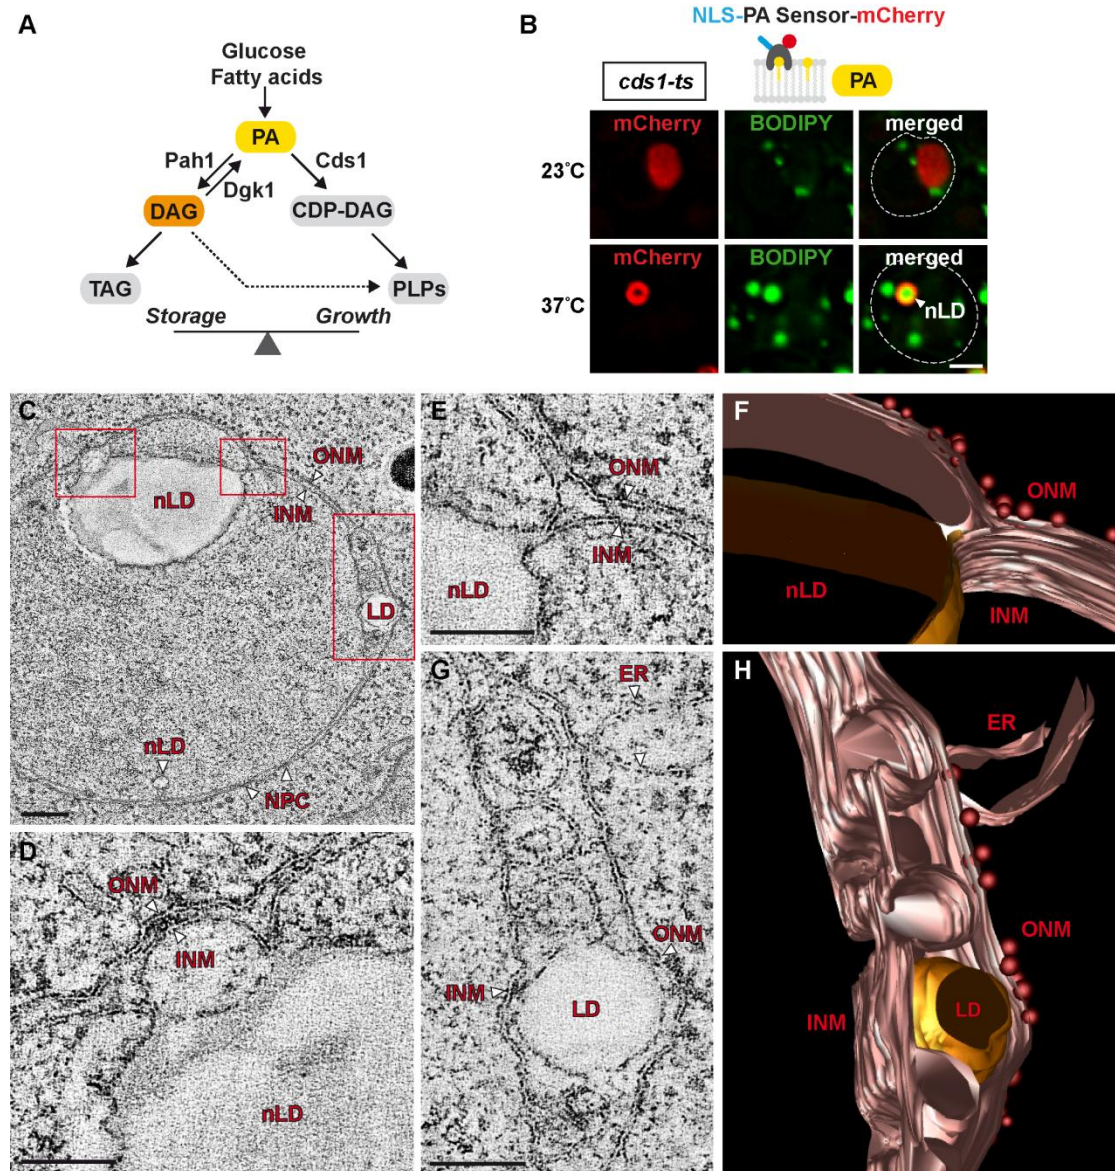 A
Glucose
Fatty acids
PA
Pah1
Cds1
Dgk1
DAG
CDP-DAG
TAG
PLPs
Storage
Growth
B
NLS-PA Sensor-mCherry
cds1-ts
PA
mCherry
BODIPY
merged
23°C
mCherry
BODIPY
merged
37°C
nLD
C
ONM
nLD
INM
LD
nLD
NPC
D
ONM
INM
nLD
E
ONM
INM
nLD
F
ONM
nLD
INM
G
ER
ONM
INM
LD
H
ER
ONM
LD
INM